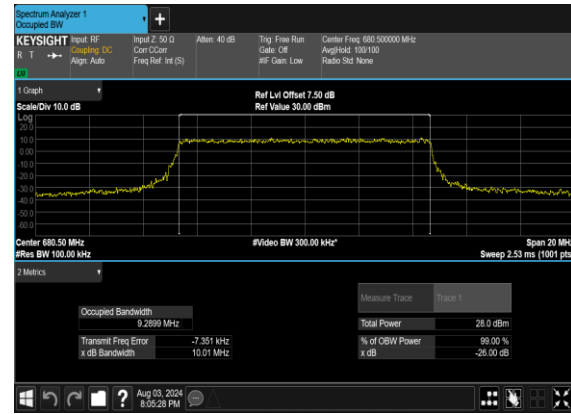 Spectrum Analyzer 1
Occupied BW
+
KEYSIGHT
R T
LXI
Input: RF
Coupling: DC
Align: Auto
Input Z: 50 Ω
Corr CCorr
Freq Ref: Int (S)
Atten: 40 dB
Trig: Free Run
Gate: Off
#IF Gain: Low
Center Freq: 680.500000 MHz
Avg|Hold: 100/100
Radio Std: None
1 Graph
Scale/Div 10.0 dB
Ref Lvl Offset 7.50 dB
Ref Value 30.00 dBm
Log
20.0
10.0
0.00
-10.0
-20.0
-30.0
-40.0
-50.0
-60.0
Center 680.50 MHz
#Res BW 100.00 kHz
#Video BW 300.00 kHz*
Span 20 MHz
Sweep 2.53 ms (1001 pts)
2 Metrics
Occupied Bandwidth
9.2899 MHz
Transmit Freq Error -7.351 kHz
x dB Bandwidth 10.01 MHz
Measure Trace Trace 1
Total Power 28.0 dBm
% of OBW Power 99.00 %
x dB -26.00 dB
?
Aug 03, 2024
8:05:28 PM